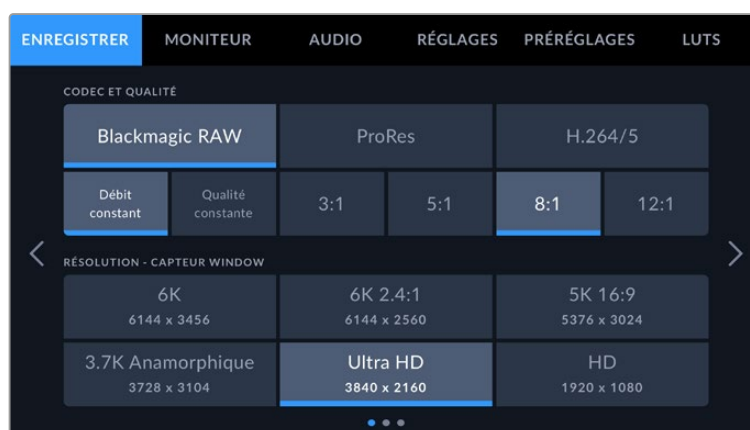 ENREGISTRER MONITEUR AUDIO RÉGLAGES PRÉRÉGLAGES LUTS
CODEC ET QUALITÉ
Blackmagic RAW ProRes H.264/5
Débit constant Qualité constante 3:1 5:1 8:1 12:1
RÉSOLUTION - CAPTEUR WINDOW
6K 6K 2.4:1 5K 16:9
6144 x 3456 6144 x 2560 5376 x 3024
3.7K Anamorphique Ultra HD HD
3728 x 3104 3840 x 2160 1920 x 1080